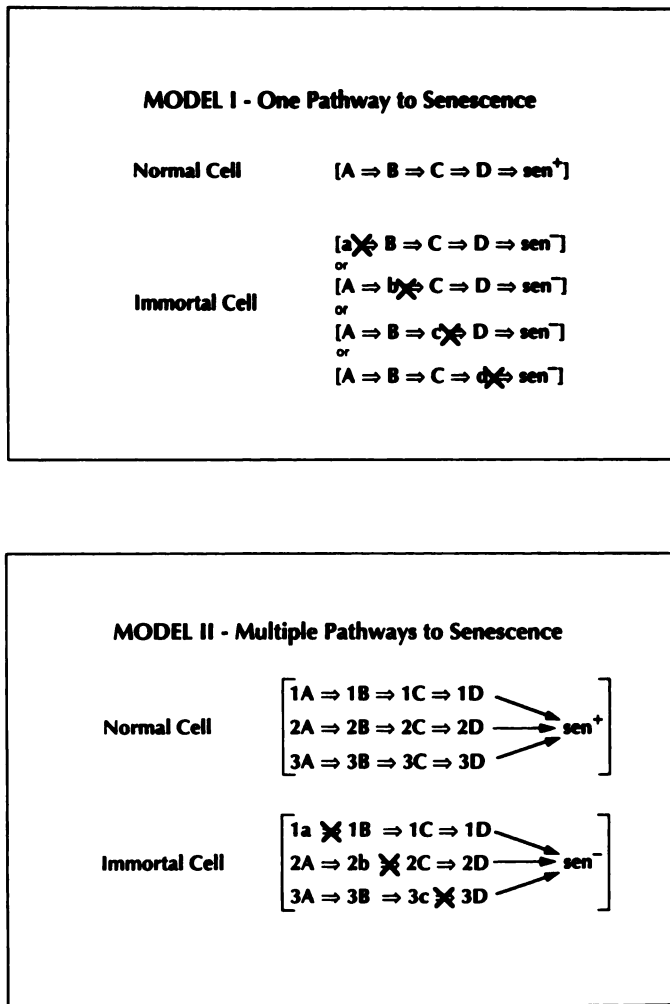 MODEL I - One Pathway to Senescence
Normal Cell [A ⇒ B ⇒ C ⇒ D ⇒ sen⁺]
[a ⇒ B ⇒ C ⇒ D ⇒ sen⁻]
or
[A ⇒ b ⇒ C ⇒ D ⇒ sen⁻]
Immortal Cell
or
[A ⇒ B ⇒ c ⇒ D ⇒ sen⁻]
or
[A ⇒ B ⇒ C ⇒ d ⇒ sen⁻]
MODEL II - Multiple Pathways to Senescence
1A ⇒ 1B ⇒ 1C ⇒ 1D
Normal Cell 2A ⇒ 2B ⇒ 2C ⇒ 2D → sen⁺
3A ⇒ 3B ⇒ 3C ⇒ 3D
1a ⇒ 1B ⇒ 1C ⇒ 1D
Immortal Cell 2A ⇒ 2b ⇒ 2C ⇒ 2D → sen⁻
3A ⇒ 3B ⇒ 3c ⇒ 3D